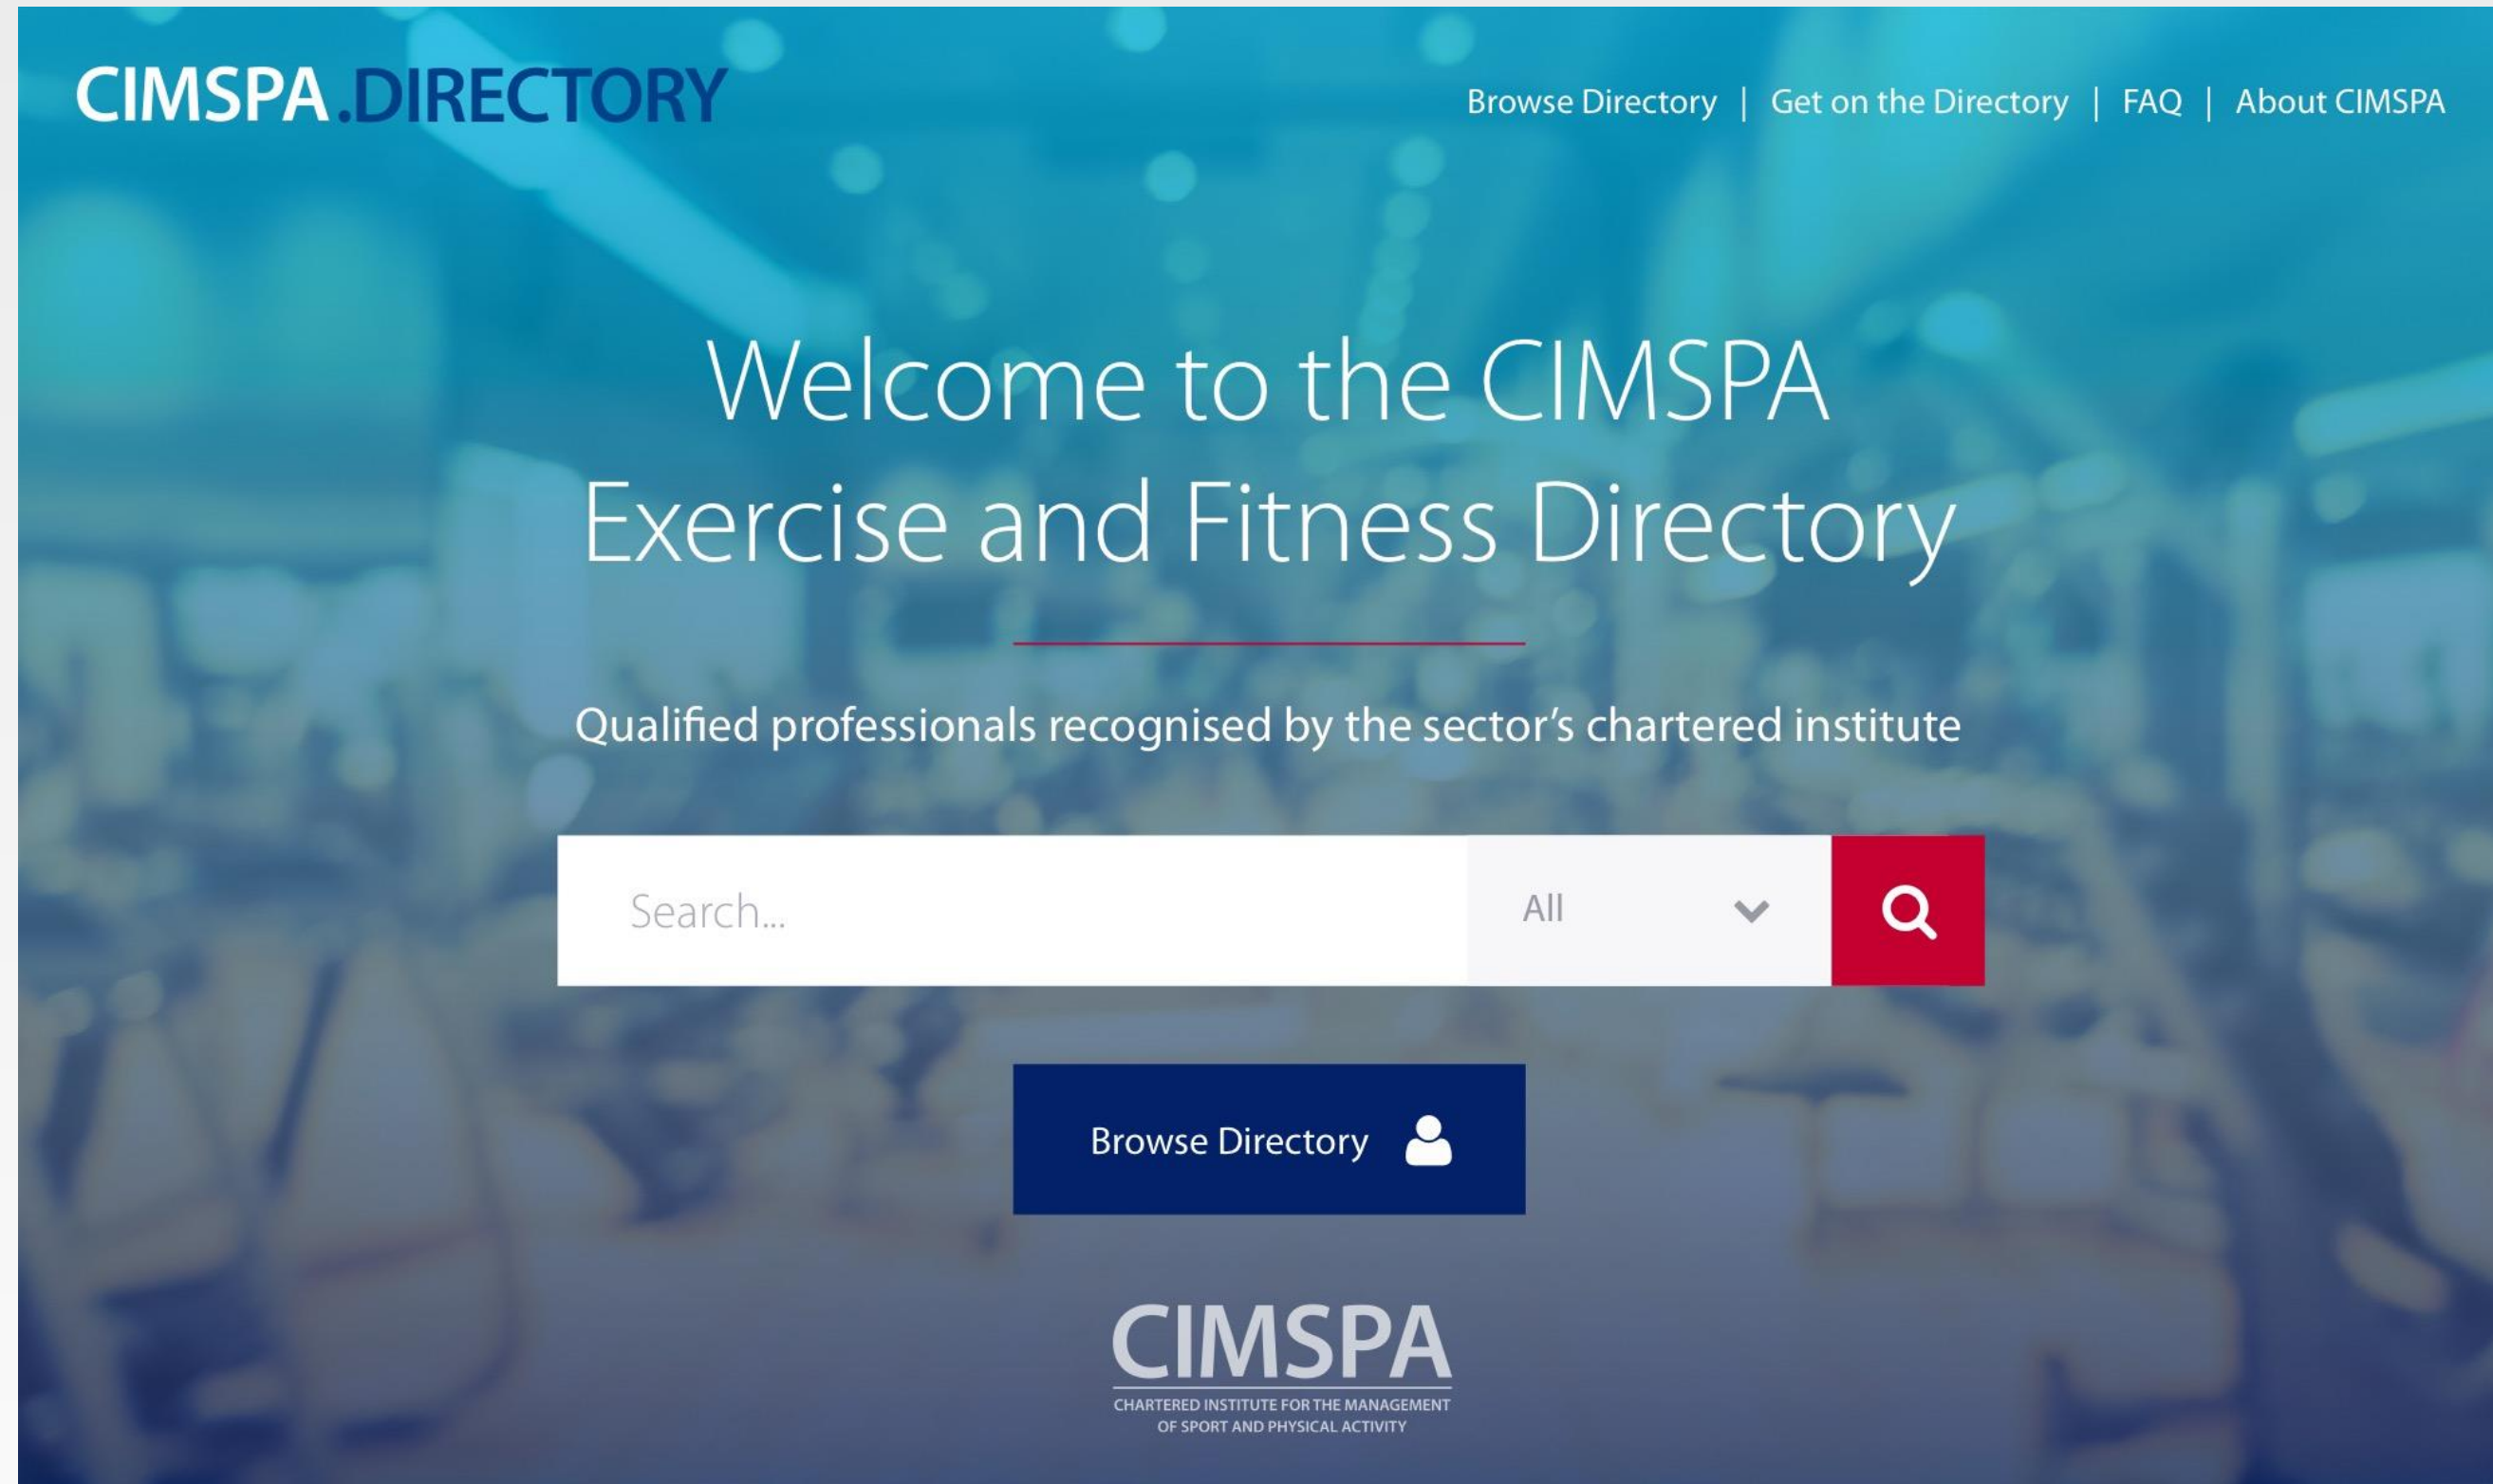 CIMSPA.DIRECTORY
Browse Directory | Get on the Directory | FAQ | About CIMSPA
Welcome to the CIMSPA
Exercise and Fitness Directory
Qualified professionals recognised by the sector’s chartered institute
Search...
All
Browse Directory
CIMSPA
CHARTERED INSTITUTE FOR THE MANAGEMENT
OF SPORT AND PHYSICAL ACTIVITY